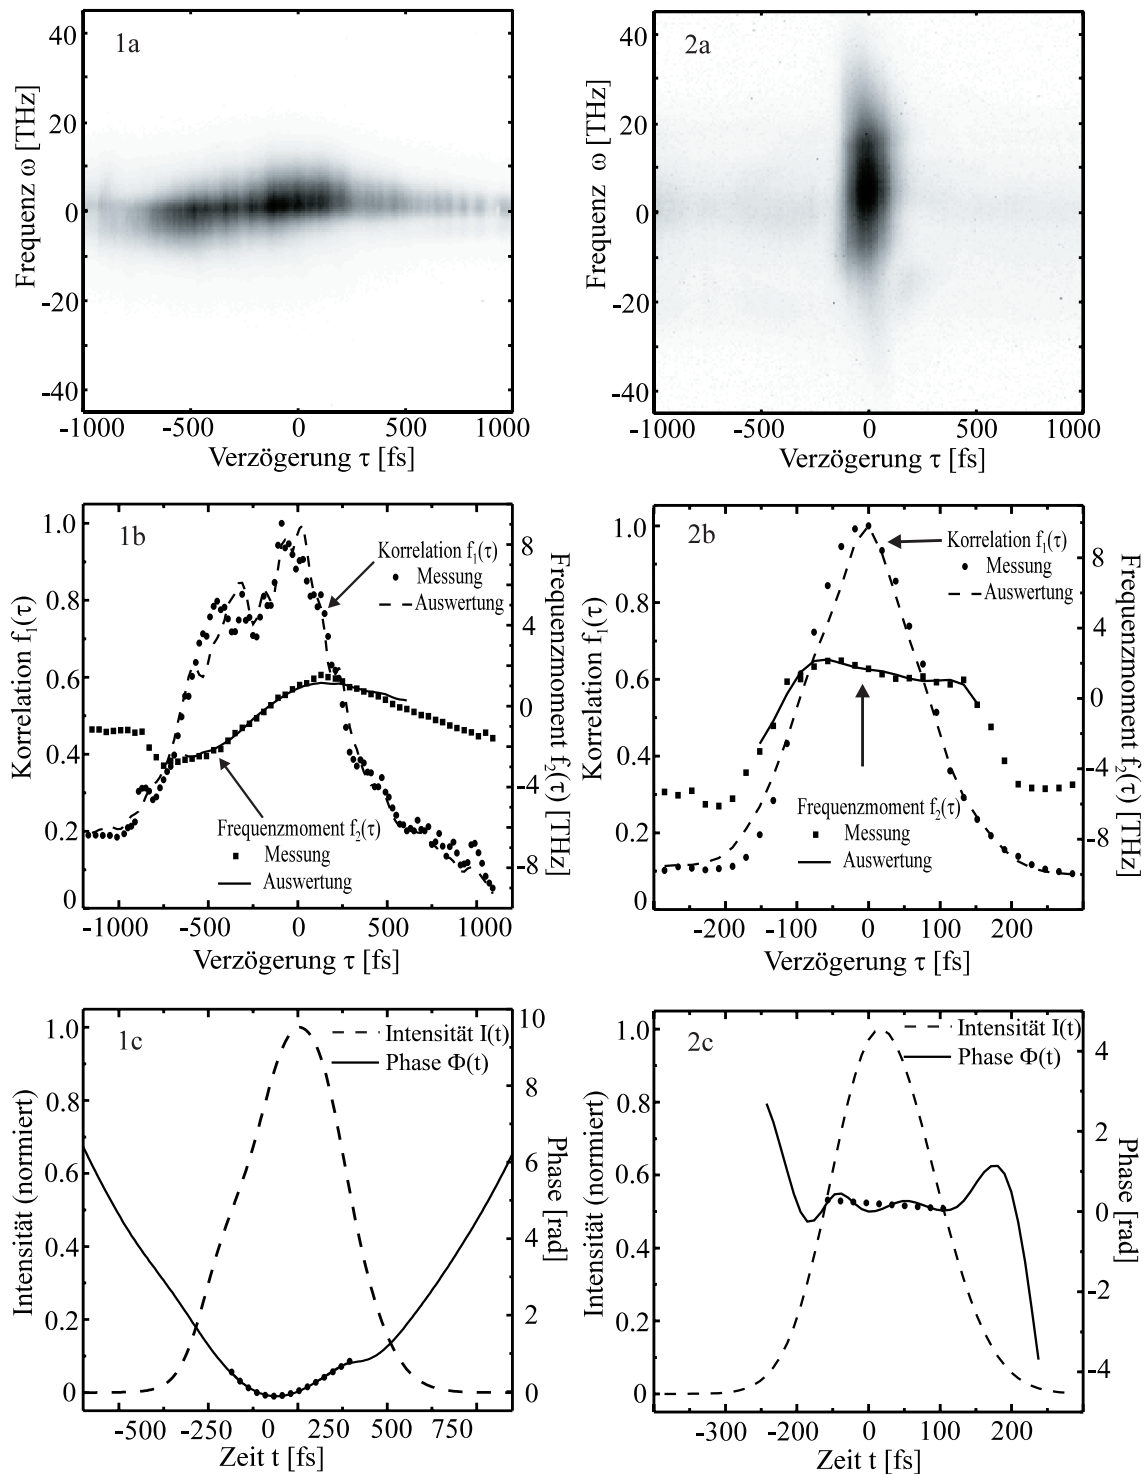 1a
Frequenz ω [THz]
40
20
0
-20
-40
-1000 -500 0 500 1000
Verzögerung τ [fs]
2a
Frequenz ω [THz]
40
20
0
-20
-40
-1000 -500 0 500 1000
Verzögerung τ [fs]
1b
Korrelation f1(τ)
1.0
0.8
0.6
0.4
0.2
0
Korrelation f1(τ)
Messung
Auswertung
Frequenzmoment f2(τ)
Messung
Auswertung
8
4
0
-4
-8
Frequenzmoment f2(τ) [THz]
-1000 -500 0 500 1000
Verzögerung τ [fs]
2b
Korrelation f1(τ)
1.0
0.8
0.6
0.4
0.2
0
Korrelation f1(τ)
Messung
Auswertung
Frequenzmoment f2(τ)
Messung
Auswertung
8
4
0
-4
-8
Frequenzmoment f2(τ) [THz]
-200 -100 0 100 200
Verzögerung τ [fs]
1c
Intensität (normiert)
1.0
0.8
0.6
0.4
0.2
0
Intensität I(t)
Phase Φ(t)
10
8
6
4
2
0
Phase [rad]
-500 -250 0 250 500 750
Zeit t [fs]
2c
Intensität (normiert)
1.0
0.8
0.6
0.4
0.2
0
Intensität I(t)
Phase Φ(t)
4
2
0
-2
-4
Phase [rad]
-300 -200 -100 0 100 200
Zeit t [fs]